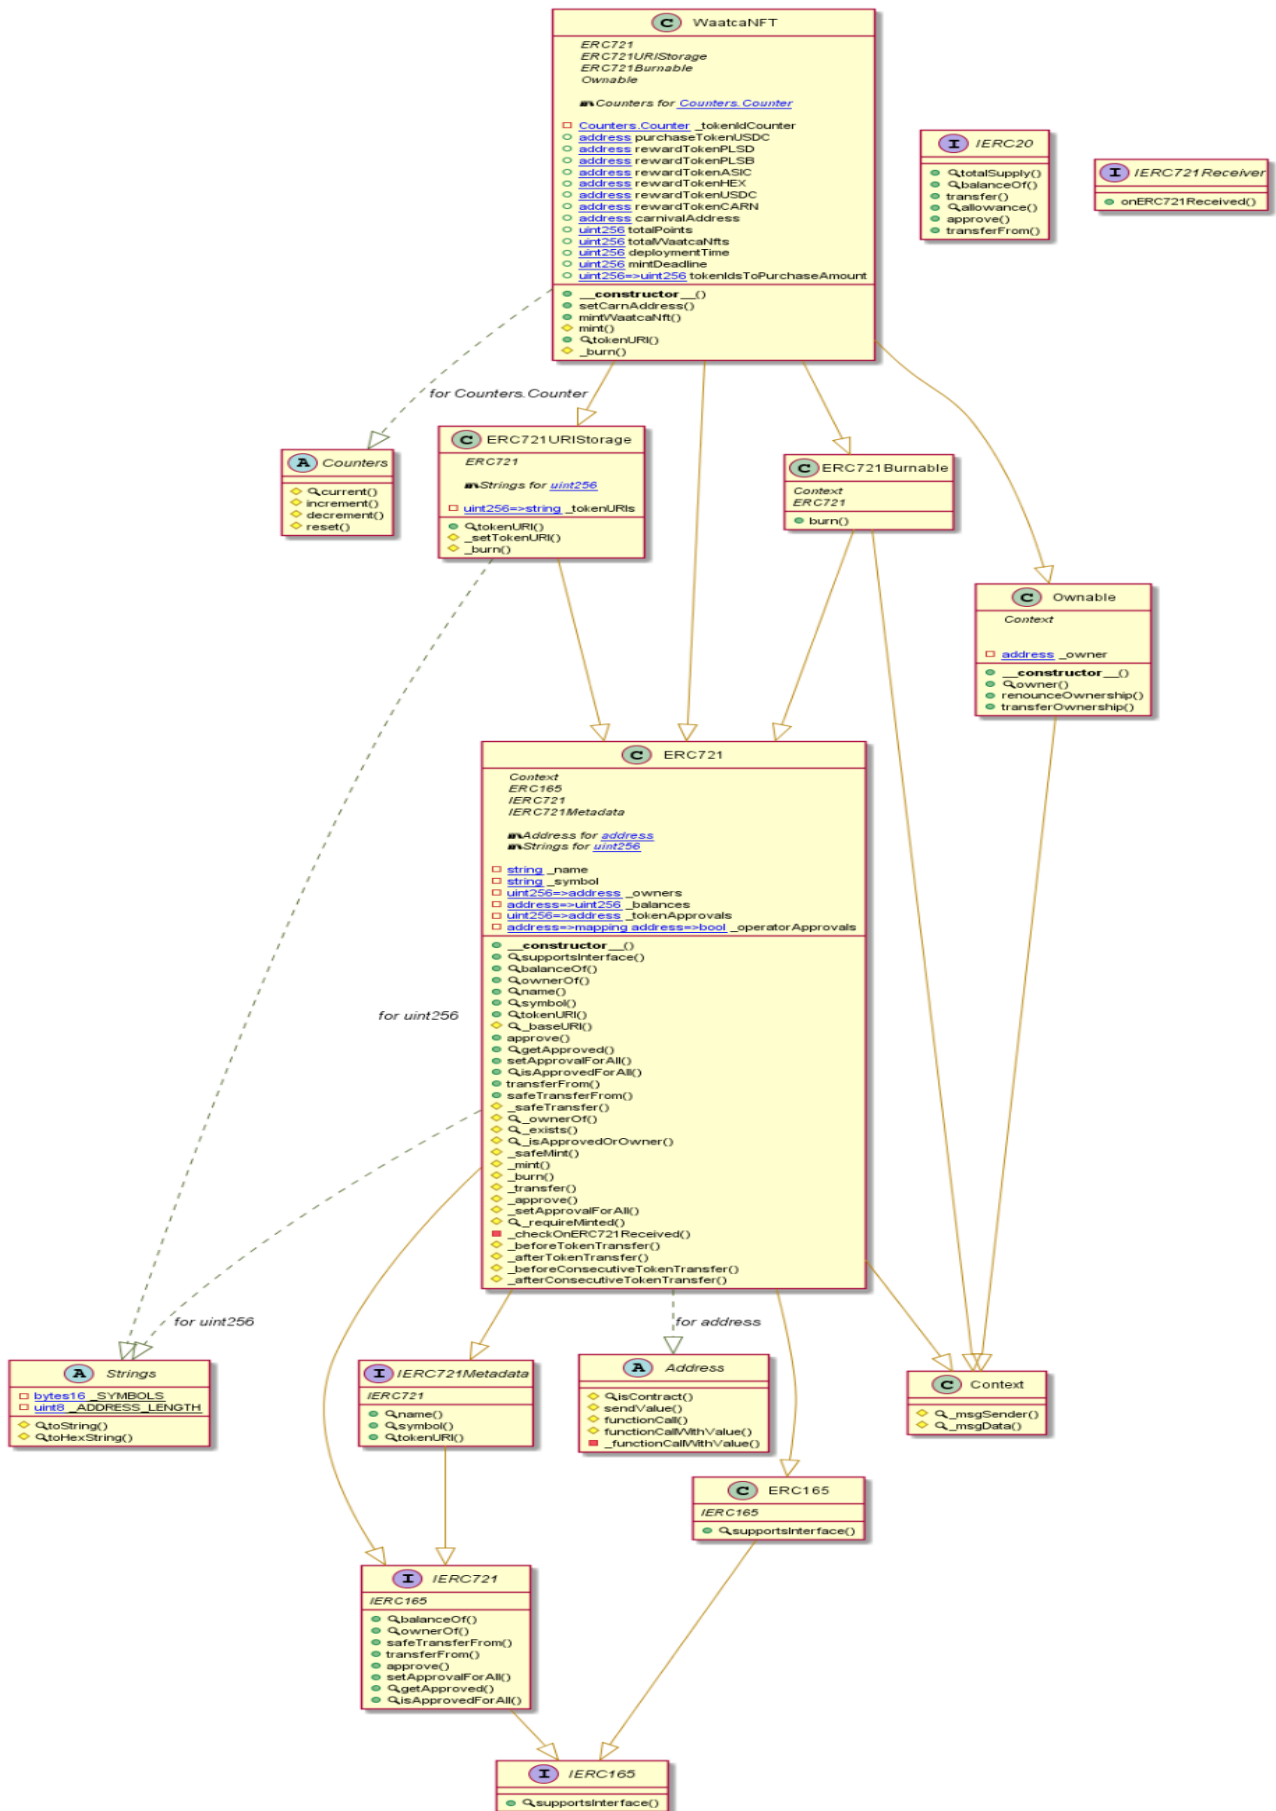 C WaatcaNFT
ERC721
ERC721URIStorage
ERC721Burnable
Ownable
Counters for Counters.Counter
Counters.Counter _tokenIdCounter
address purchaseTokenUSDC
address rewardTokenPLSD
address rewardTokenPLSB
address rewardTokenASIC
address rewardTokenHEX
address rewardTokenUSDC
address rewardTokenCARN
address carnivalAddress
uint256 totalPoints
uint256 totalWaatcaNfts
uint256 deploymentTime
uint256 mintDeadline
uint256=>uint256 tokenIdsToPurchaseAmount
__constructor__()
setCarnAddress()
mintWaatcaNft()
mint()
tokenURI()
_burn()
I IERC20
totalSupply()
balanceOf()
transfer()
allowance()
approve()
transferFrom()
I IERC721Receiver
onERC721Received()
for Counters.Counter
A Counters
current()
increment()
decrement()
reset()
C ERC721URIStorage
ERC721
Strings for uint256
uint256=>string _tokenURIs
tokenURI()
_setTokenURI()
_burn()
C ERC721Burnable
Context
ERC721
burn()
C Ownable
Context
address _owner
__constructor__()
owner()
renounceOwnership()
transferOwnership()
C ERC721
Context
ERC165
IERC721
IERC721Metadata
Address for address
Strings for uint256
string _name
string _symbol
uint256=>address _owners
address=>uint256 _balances
uint256=>address _tokenApprovals
address=>mapping address=>bool _operatorApprovals
__constructor__()
supportsInterface()
balanceOf()
ownerOf()
name()
symbol()
tokenURI()
_baseURI()
approve()
getApproved()
setApprovalForAll()
isApprovedForAll()
transferFrom()
safeTransferFrom()
_safeTransfer()
_ownerOf()
_exists()
_isApprovedOrOwner()
_safeMint()
_mint()
_burn()
_transfer()
_approve()
_setApprovalForAll()
_requireMinted()
_checkOnERC721Received()
_beforeTokenTransfer()
_afterTokenTransfer()
_beforeConsecutiveTokenTransfer()
_afterConsecutiveTokenTransfer()
for uint256
for uint256
for address
A Strings
bytes16 _SYMBOLS
uint8 _ADDRESS_LENGTH
toString()
toHexString()
I IERC721Metadata
IERC721
name()
symbol()
tokenURI()
A Address
isContract()
sendValue()
functionCall()
functionCallWithValue()
_functionCallWithValue()
C Context
_msgSender()
_msgData()
C ERC165
IERC165
supportsInterface()
I IERC721
IERC165
balanceOf()
ownerOf()
safeTransferFrom()
transferFrom()
approve()
setApprovalForAll()
getApproved()
isApprovedForAll()
I IERC165
supportsInterface()